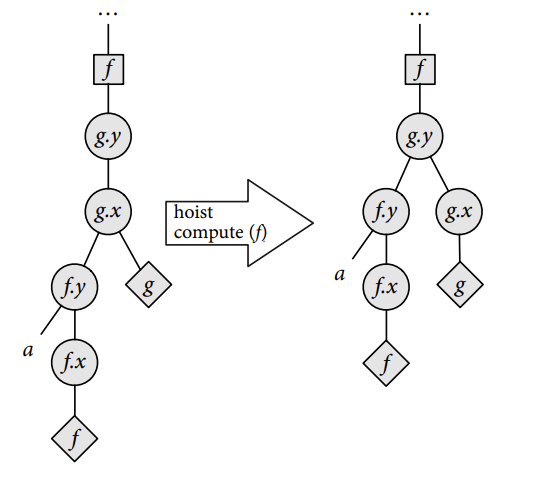 ...
...
f
f
g.y
g.y
g.x
hoist
compute (f)
f.y
g.x
f.y
g
a
f.x
g
a
f.x
f
f